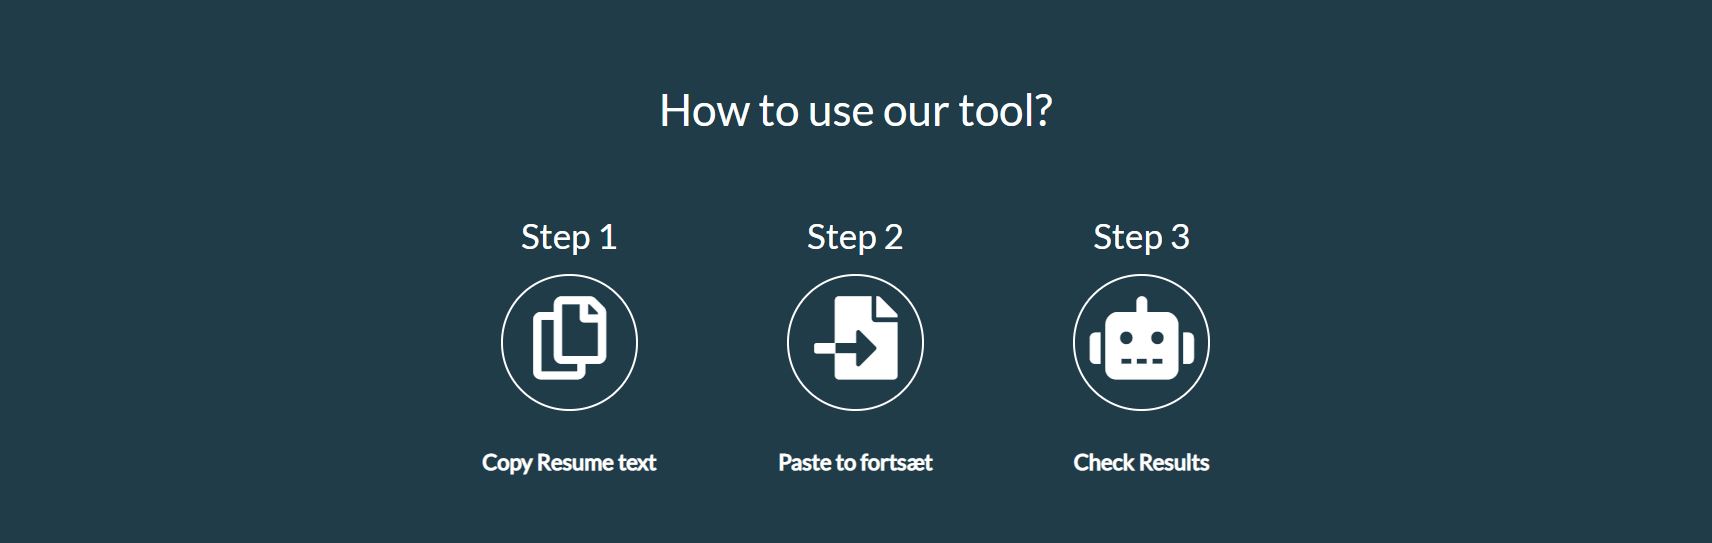 How to use our tool?
Step 1
Step 2
Step 3
Copy Resume text
Paste to fortsæt
Check Results